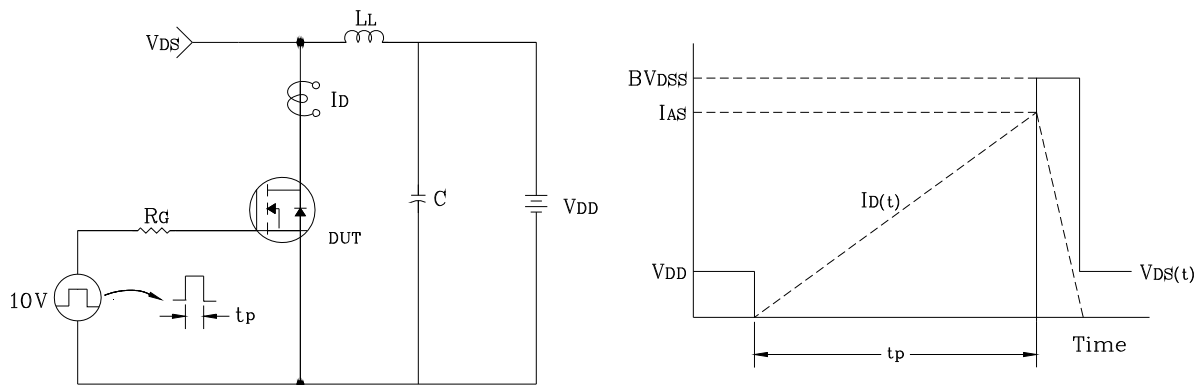 VDS
LL
ID
RG
DUT
10V
tp
C
VDD
BVDSS
IAS
ID(t)
VDD
VDS(t)
tp
Time